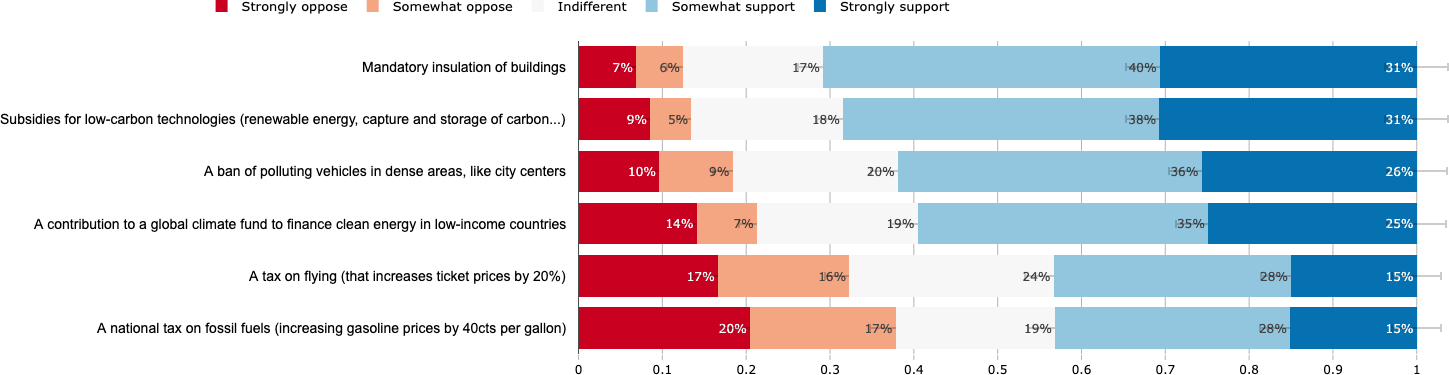 Strongly oppose Somewhat oppose Indifferent Somewhat support Strongly support
Mandatory insulation of buildings 7% 6% 17% 40% 31%
Subsidies for low-carbon technologies (renewable energy, capture and storage of carbon...) 9% 5% 18% 38% 31%
A ban of polluting vehicles in dense areas, like city centers 10% 9% 20% 36% 26%
A contribution to a global climate fund to finance clean energy in low-income countries 14% 7% 19% 35% 25%
A tax on flying (that increases ticket prices by 20%) 17% 16% 24% 28% 15%
A national tax on fossil fuels (increasing gasoline prices by 40cts per gallon) 20% 17% 19% 28% 15%
0 0.1 0.2 0.3 0.4 0.5 0.6 0.7 0.8 0.9 1